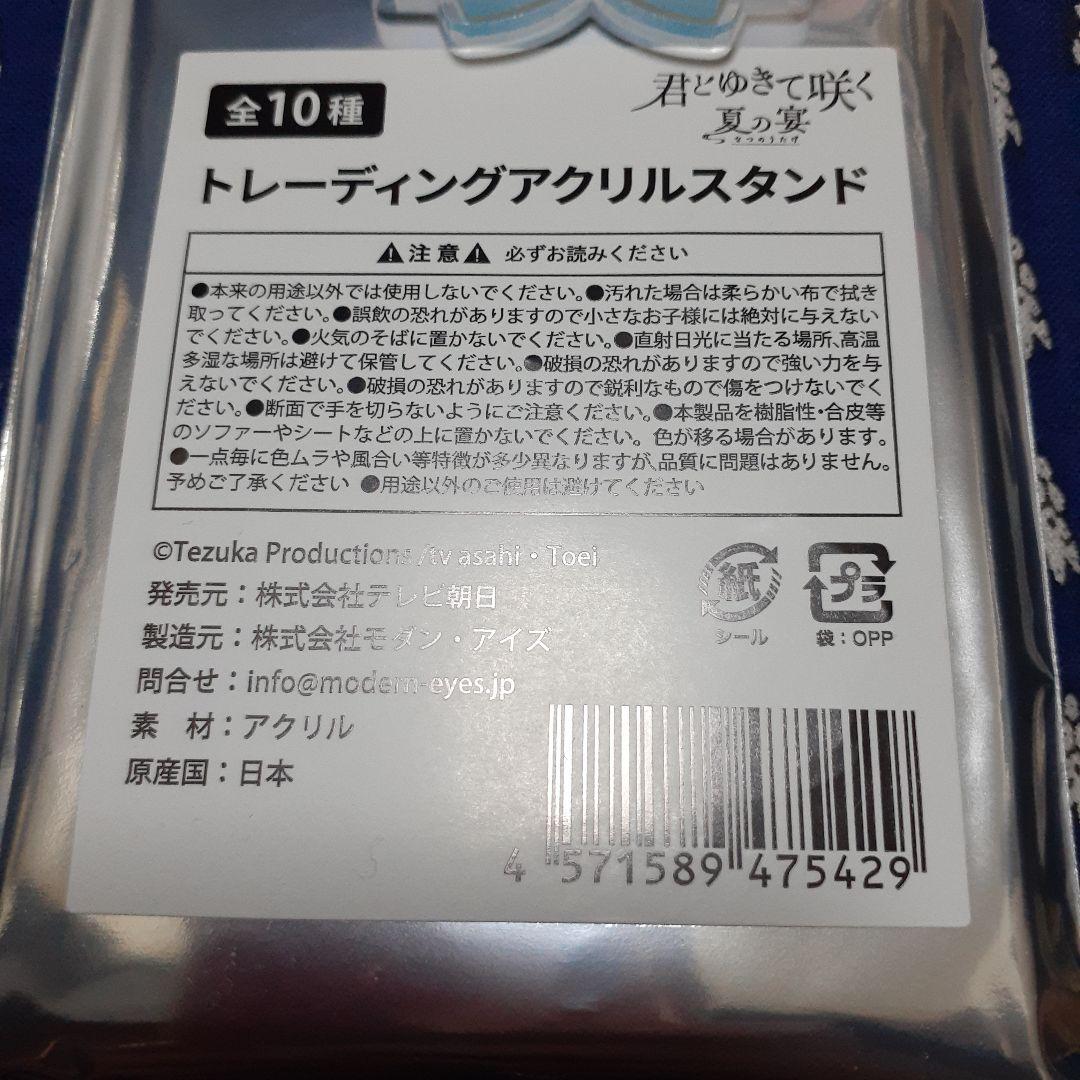 全10種
君とゆきて咲く
夏の宴
なつのうたげ
トレーディングアクリルスタンド
⚠注意⚠ 必ずお読みください
●本来の用途以外では使用しないでください。●汚れた場合は柔らかい布で拭き
取ってください。●誤飲の恐れがありますので小さなお子様には絶対に与えない
でください。●火気のそばに置かないでください。●直射日光に当たる場所、高温
多湿な場所は避けて保管してください。●破損の恐れがありますので強い力を与
えないでください。●破損の恐れがありますので鋭利なもので傷をつけないでく
ださい。●断面で手を切らないようにご注意ください。●本製品を樹脂性・合皮等
のソファーやシートなどの上に置かないでください。色が移る場合があります。
●一点毎に色ムラや風合い等特徴が多少異なりますが、品質に問題はありません。
予めご了承ください ●用途以外のご使用は避けてください
©Tezuka Productions /tv asahi・Toei
発売元：株式会社テレビ朝日
製造元：株式会社モダン・アイズ
問合せ：info@modern-eyes.jp
素 材：アクリル
原産国：日本
紙
シール
プラ
袋：OPP
4 571589 475429